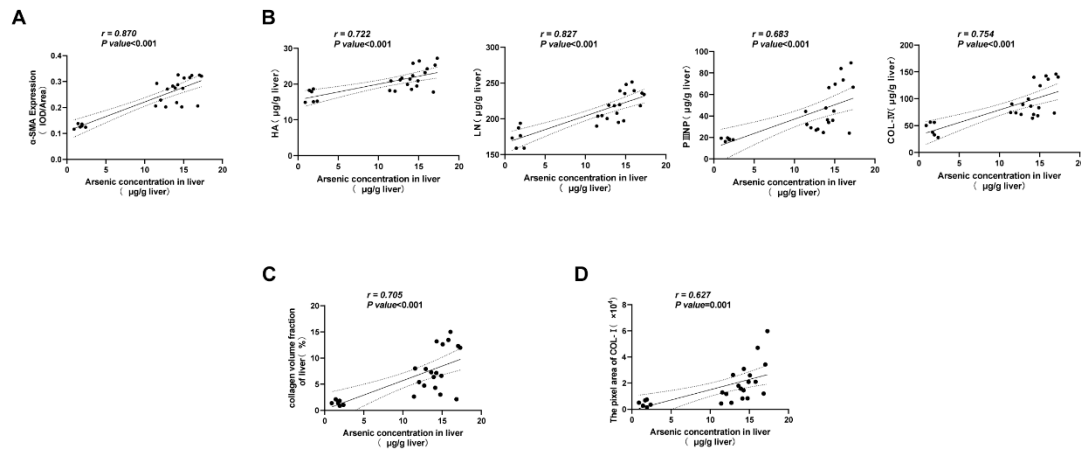 A
r = 0.870
P value<0.001
α-SMA Expression
( IOD/Area)
0.4
0.3
0.2
0.1
0.0
0 5 10 15 20
Arsenic concentration in liver
( μg/g liver)
B
r = 0.722
P value<0.001
HA( μg/g liver)
30
20
10
0
0 5 10 15 20
Arsenic concentration in liver
( μg/g liver)
r = 0.827
P value<0.001
LN( μg/g liver)
300
250
200
150
0 5 10 15 20
Arsenic concentration in liver
( μg/g liver)
r = 0.683
P value<0.001
PⅢNP( μg/g liver)
100
80
60
40
20
0
0 5 10 15 20
Arsenic concentration in liver
( μg/g liver)
r = 0.754
P value<0.001
COL-Ⅳ( μg/g liver)
200
150
100
50
0
0 5 10 15 20
Arsenic concentration in liver
( μg/g liver)
C
r = 0.705
P value<0.001
collagen volume fraction
of liver( %)
20
15
10
5
0
0 5 10 15 20
Arsenic concentration in liver
( μg/g liver)
D
r = 0.627
P value=0.001
The pixel area of COL-Ⅰ( ×10⁴)
8
6
4
2
0
0 5 10 15 20
Arsenic concentration in liver
( μg/g liver)